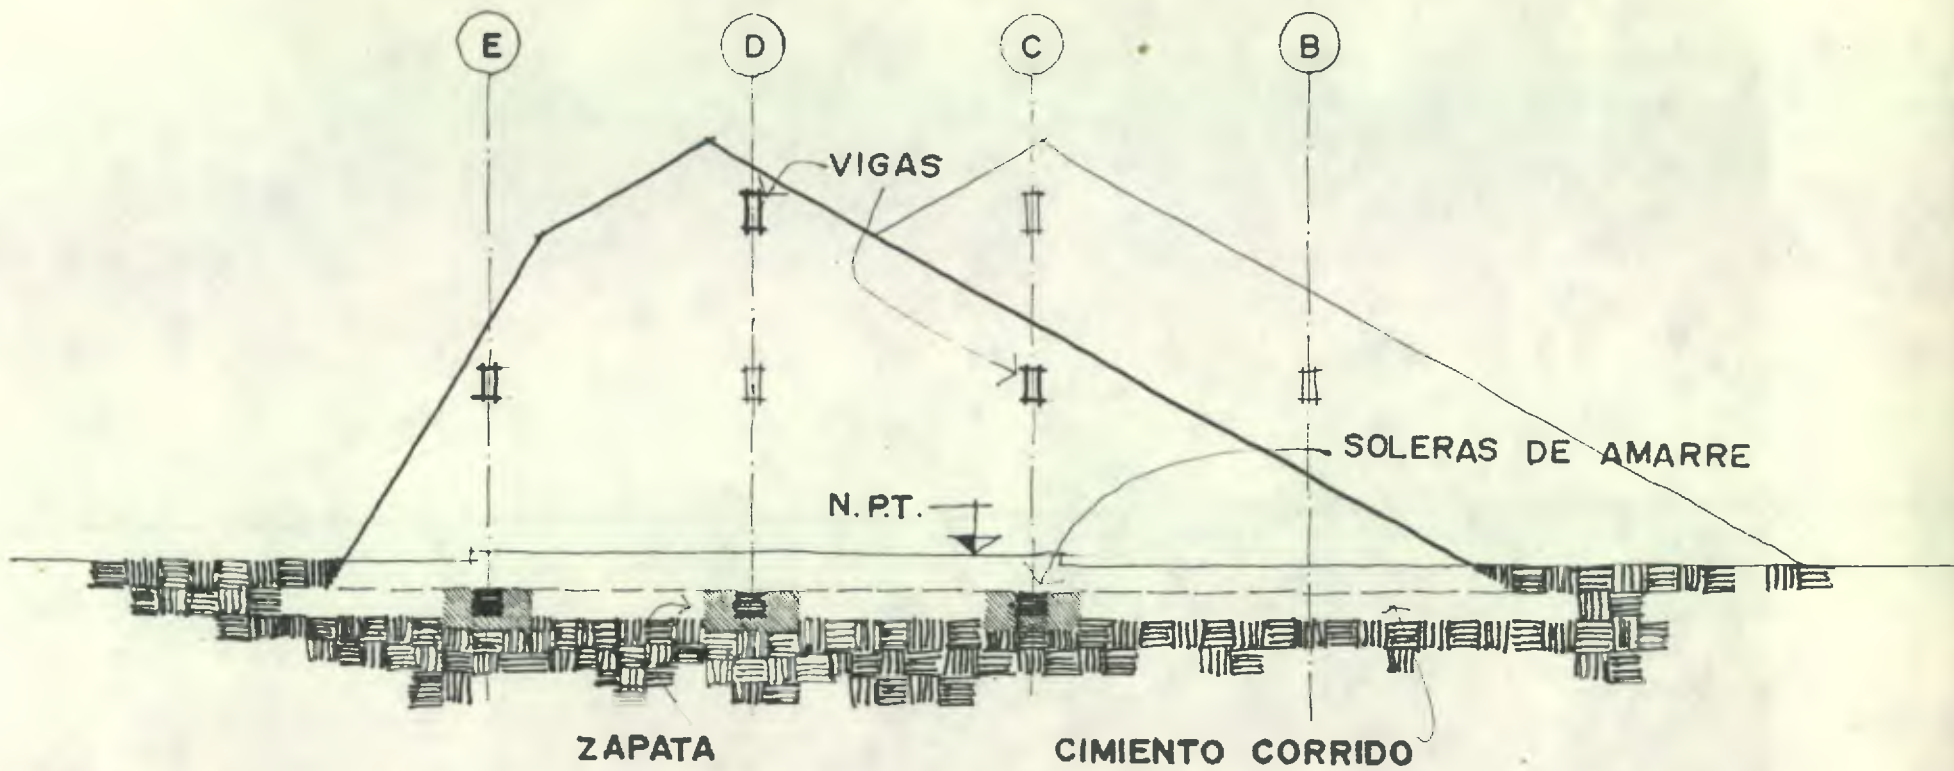 E D C B
VIGAS
SOLERAS DE AMARRE
N.P.T.
ZAPATA
CIMIENTO CORRIDO